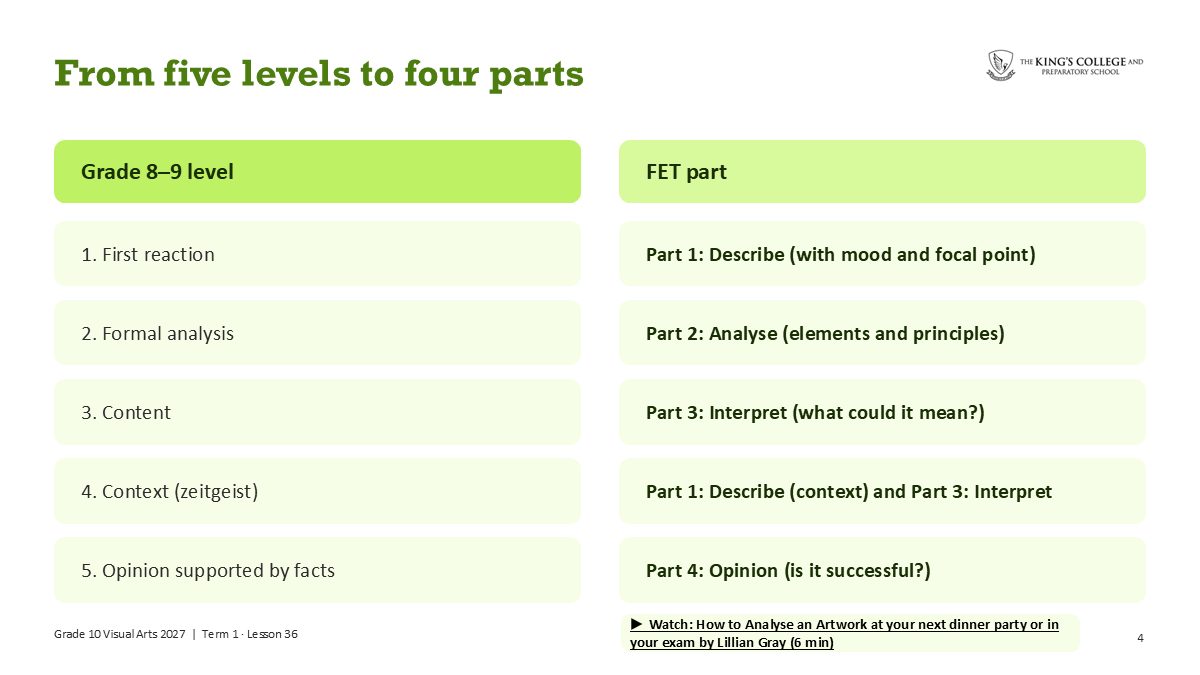 From five levels to four parts
THE KING'S COLLEGE AND
PREPARATORY SCHOOL
Grade 8–9 level
FET part
1. First reaction
Part 1: Describe (with mood and focal point)
2. Formal analysis
Part 2: Analyse (elements and principles)
3. Content
Part 3: Interpret (what could it mean?)
4. Context (zeitgeist)
Part 1: Describe (context) and Part 3: Interpret
5. Opinion supported by facts
Part 4: Opinion (is it successful?)
Grade 10 Visual Arts 2027 | Term 1 · Lesson 36
▶ Watch: How to Analyse an Artwork at your next dinner party or in
your exam by Lillian Gray (6 min)
4